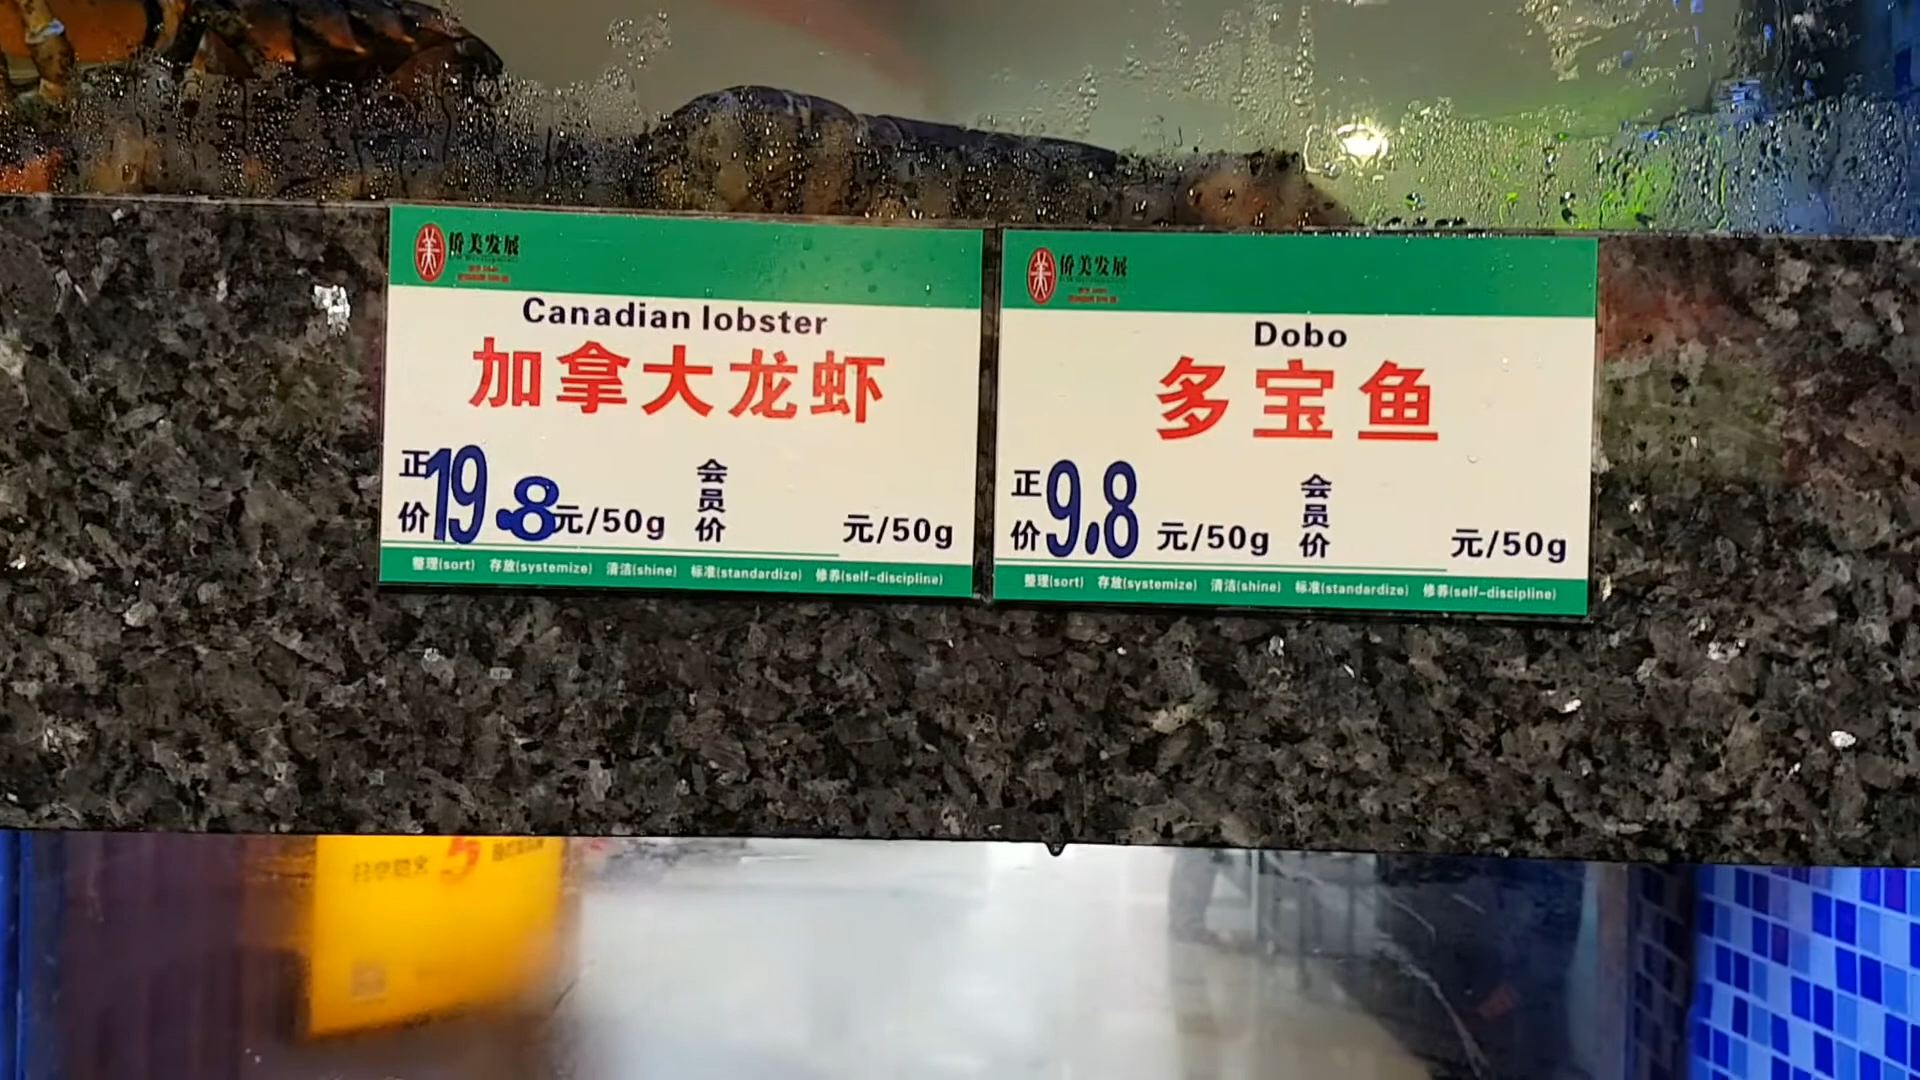 侨美发展
Canadian lobster
加拿大龙虾
正价 19.8 元/50g 会员价 元/50g
整理(sort) 存放(systemize) 清洁(shine) 标准(standardize) 修养(self-discipline)
侨美发展
Dobo
多宝鱼
正价 9.8 元/50g 会员价 元/50g
整理(sort) 存放(systemize) 清洁(shine) 标准(standardize) 修养(self-discipline)